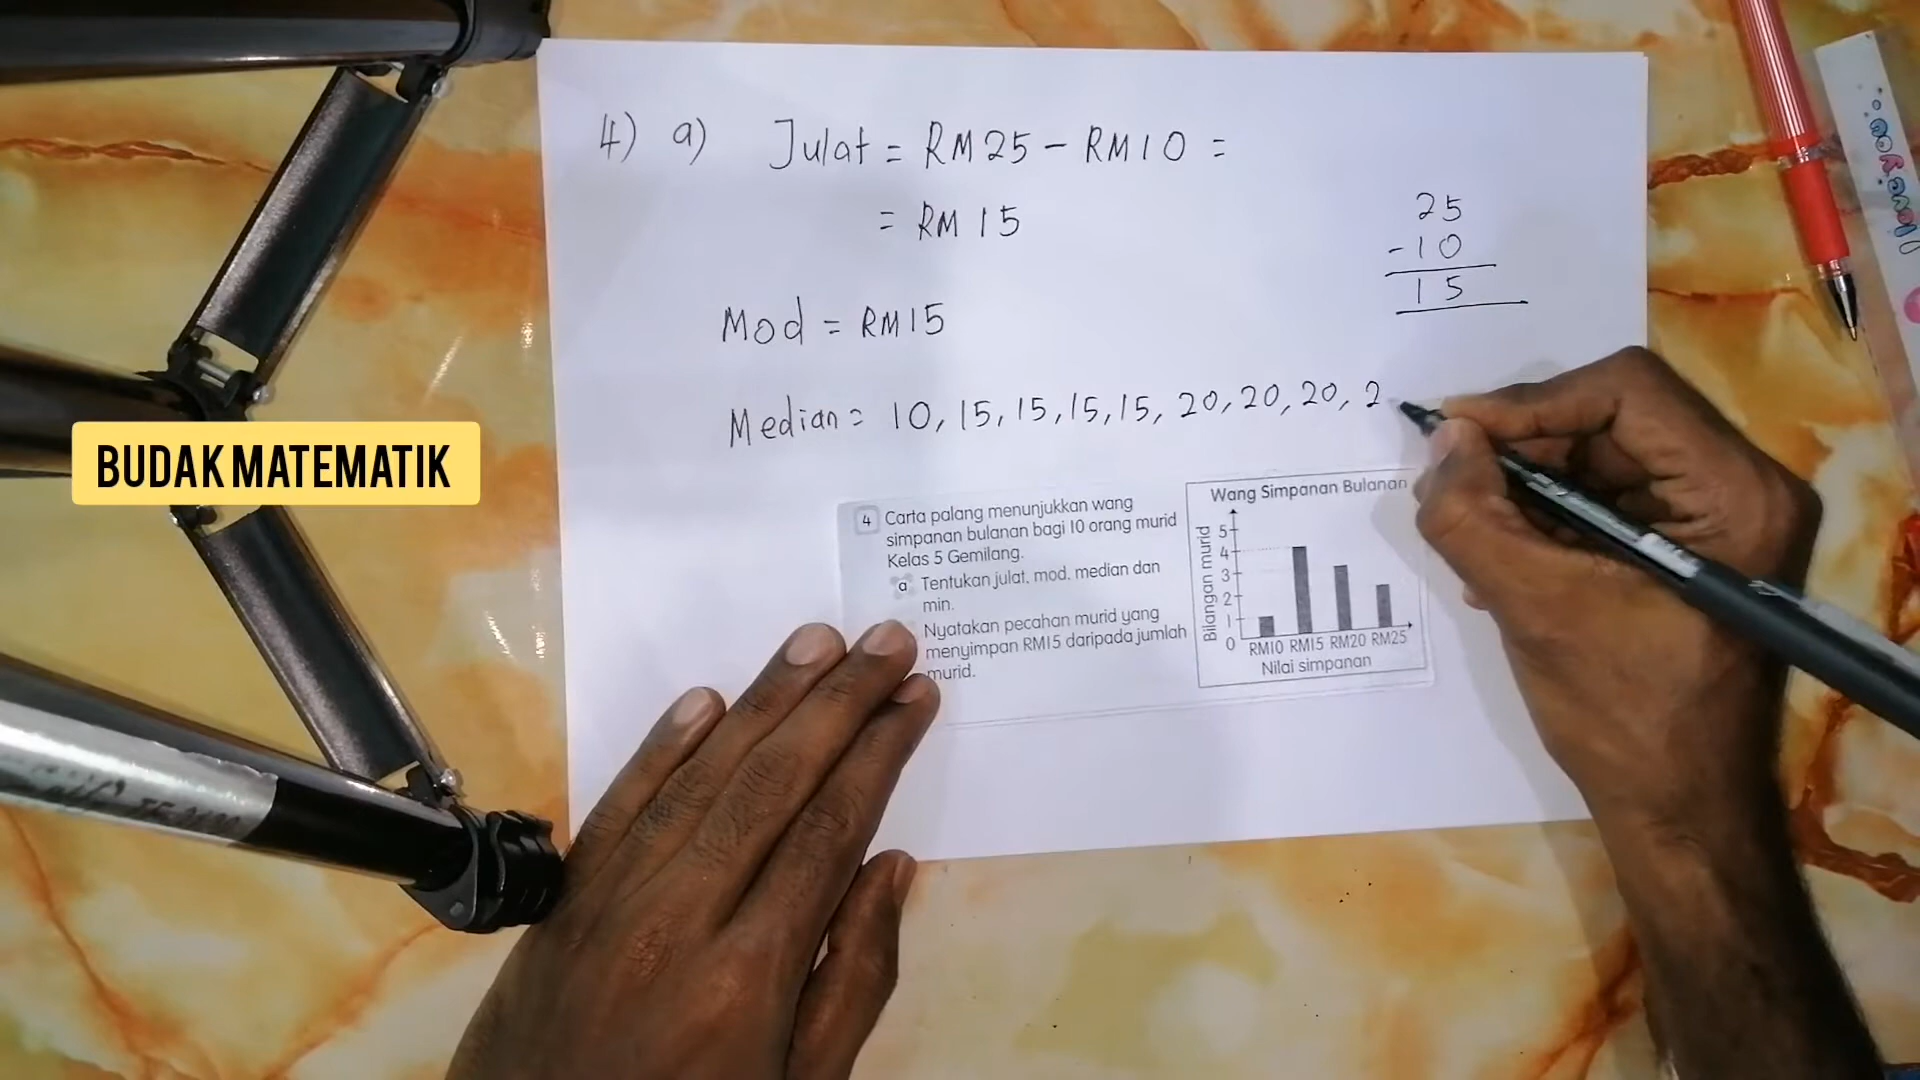 4) a) Julat = RM25 - RM10 =
= RM 15
25
-10
15
Mod = RM15
Median = 10, 15, 15, 15, 15, 20, 20, 20, 2
BUDAK MATEMATIK
4 Carta palang menunjukkan wang
simpanan bulanan bagi 10 orang murid
Kelas 5 Gemilang.
a Tentukan julat, mod, median dan
min.
Nyatakan pecahan murid yang
menyimpan RM15 daripada jumlah
murid.
Wang Simpanan Bulanan
Bilangan murid
5
4
3
2
1
0
RM10 RM15 RM20 RM25
Nilai simpanan